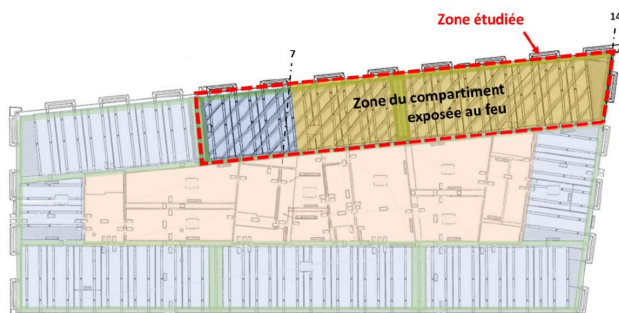 Zone étudiée
14
7
Zone du compartiment
exposée au feu